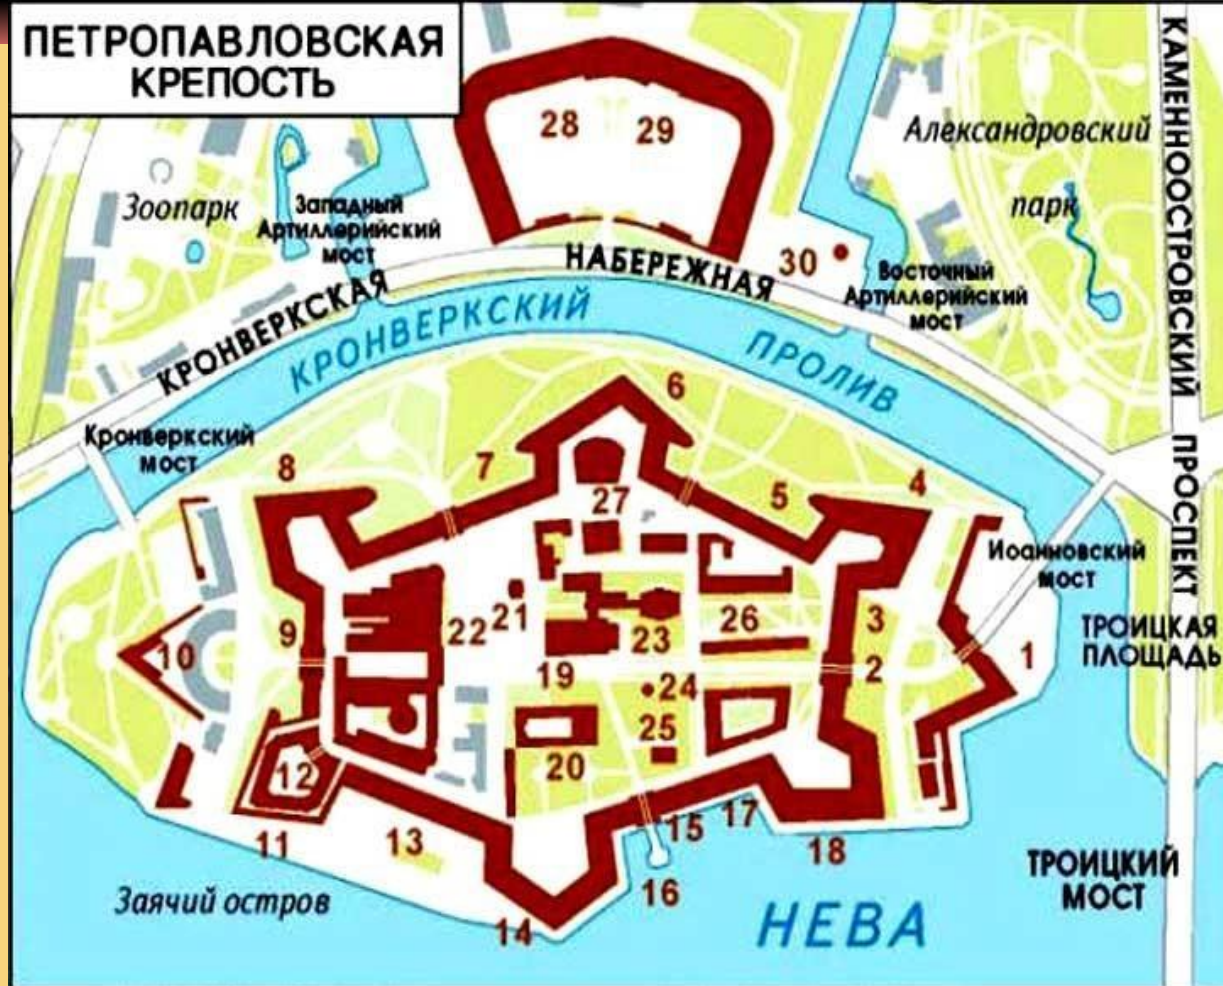 ПЕТРОПАВЛОВСКАЯ
КРЕПОСТЬ
КАМЕННООСТРОВСКИЙ ПРОСПЕКТ
28
29
Александровский
парк
Зоопарк
Западный
Артиллерийский
мост
КРОНВЕРКСКАЯ НАБЕРЕЖНАЯ
30
Восточный
Артиллерийский
мост
КРОНВЕРКСКИЙ ПРОЛИВ
Кронверкский
мост
6
7
8
27
5
4
Иоанновский
мост
9
10
22
21
23
26
3
2
1
ТРОИЦКАЯ
ПЛОЩАДЬ
19
24
25
20
12
11
13
15
17
18
16
14
Заячий остров
НЕВА
ТРОИЦКИЙ
МОСТ